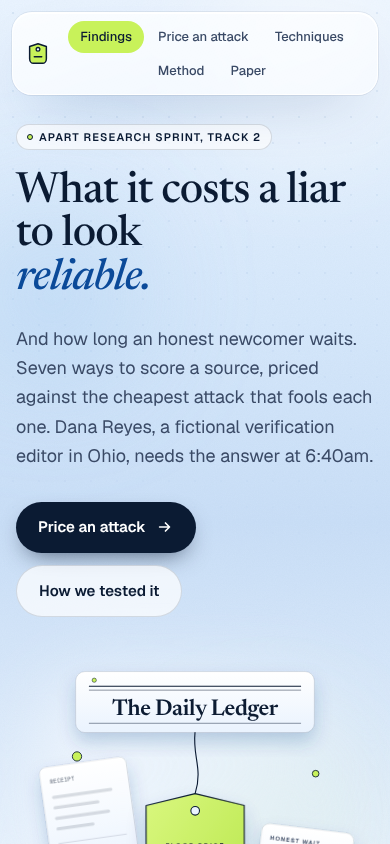 Findings
Price an attack
Techniques
Method
Paper
APART RESEARCH SPRINT, TRACK 2
What it costs a liar
to look
reliable.
And how long an honest newcomer waits.
Seven ways to score a source, priced
against the cheapest attack that fools each
one. Dana Reyes, a fictional verification
editor in Ohio, needs the answer at 6:40am.
Price an attack →
How we tested it
The Daily Ledger
RECEIPT
HONEST WAIT